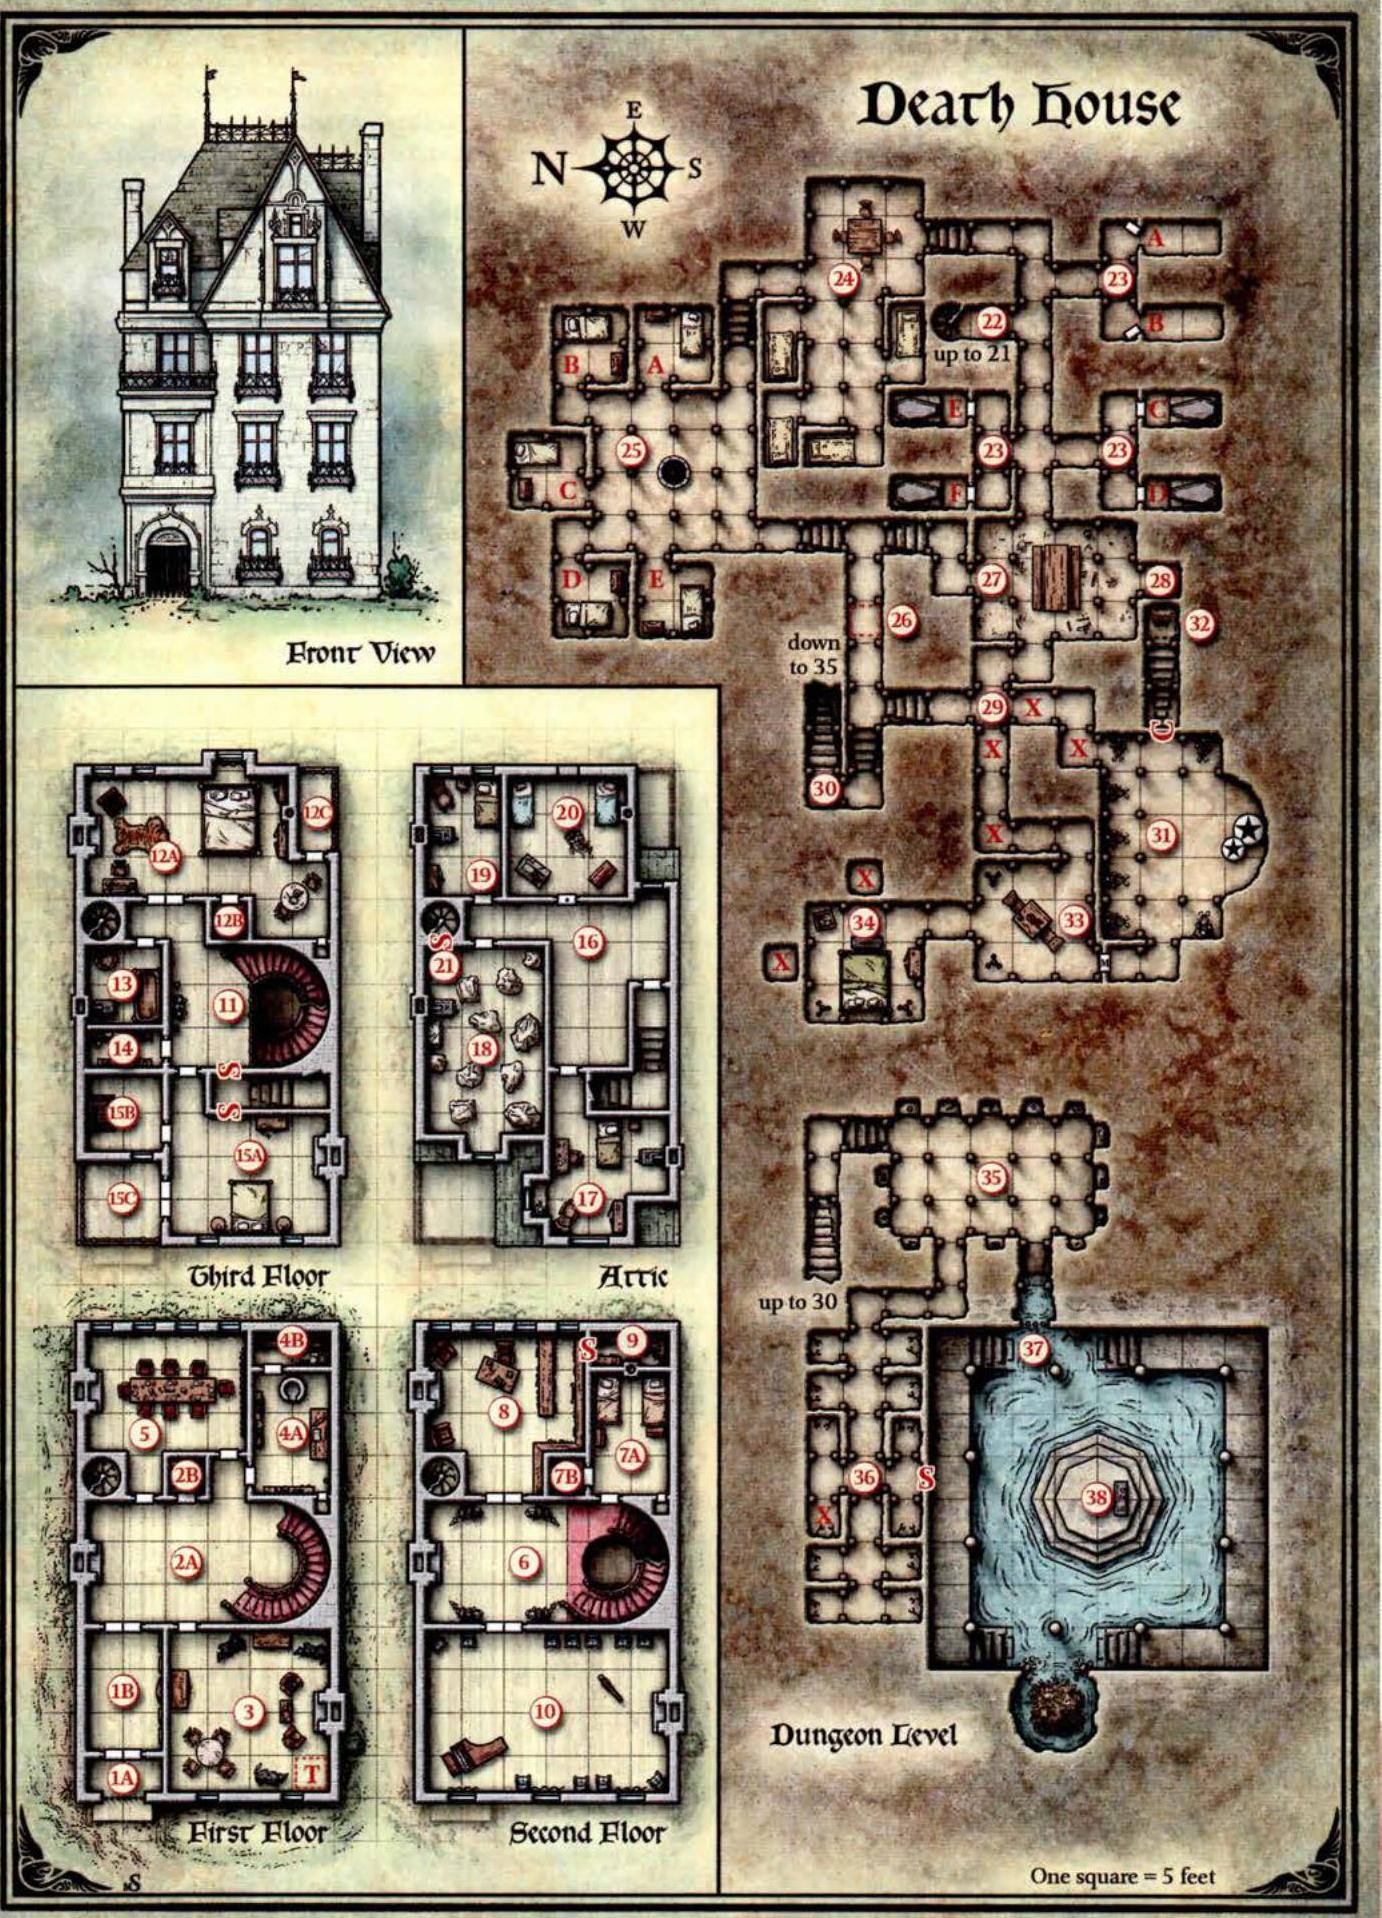 Death House
E
N
S
W
Front View
24
23
A
B
22
up to 21
B
A
E
C
25
23
23
C
F
D
D
E
27
28
26
32
down
to 35
29
X
X
X
C
30
X
31
X
34
33
X
M
12A
12C
12B
13
11
14
S
S
15B
15A
15C
Third Floor
20
19
16
S
21
18
17
Attic
35
up to 30
37
36
S
X
38
Dungeon Level
4B
5
4A
2B
2A
1B
3
1A
T
First Floor
S
9
8
7A
7B
6
10
Second Floor
One square = 5 feet